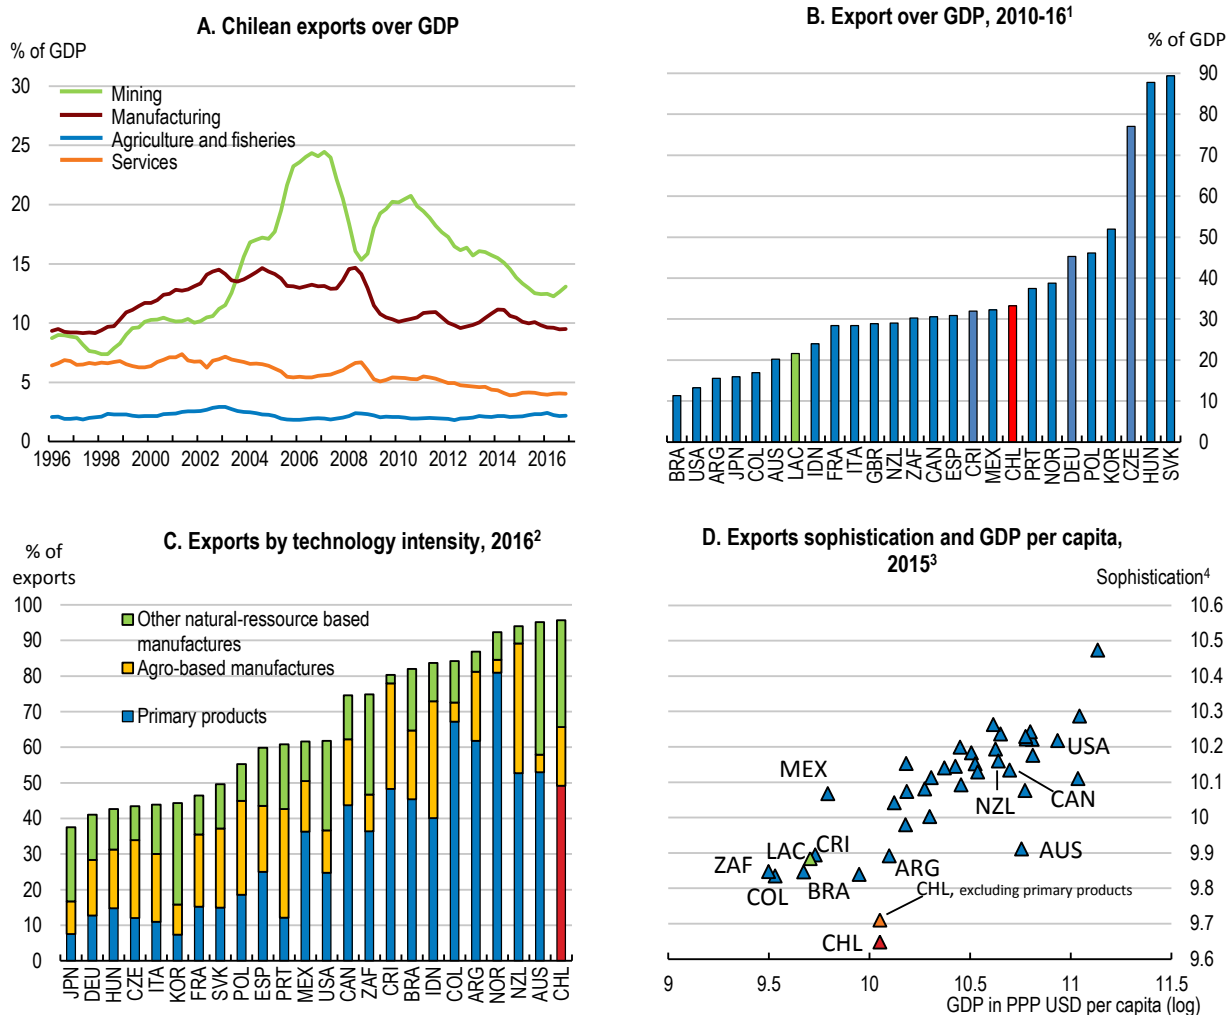 A. Chilean exports over GDP
% of GDP
30
25
20
15
10
5
0
Mining
Manufacturing
Agriculture and fisheries
Services
1996 1998 2000 2002 2004 2006 2008 2010 2012 2014 2016
B. Export over GDP, 2010-16¹
% of GDP
90
80
70
60
50
40
30
20
10
0
BRA USA ARG JPN COL AUS LAC IDN FRA ITA GBR NZL ZAF CAN ESP CRI MEX CHL PRT NOR DEU POL KOR CZE HUN SVK
C. Exports by technology intensity, 2016²
% of
exports
100
90
80
70
60
50
40
30
20
10
0
Other natural-ressource based
manufactures
Agro-based manufactures
Primary products
JPN DEU HUN CZE ITA KOR FRA SVK POL ESP PRT MEX USA CAN ZAF CRI BRA IDN COL ARG NOR NZL AUS CHL
D. Exports sophistication and GDP per capita,
2015³
Sophistication⁴
10.6
10.5
10.4
10.3
10.2
10.1
10
9.9
9.8
9.7
9.6
USA
MEX
NZL
CAN
LAC
CRI
AUS
ZAF
ARG
COL
BRA
CHL, excluding primary products
CHL
9 9.5 10 10.5 11 11.5
GDP in PPP USD per capita (log)